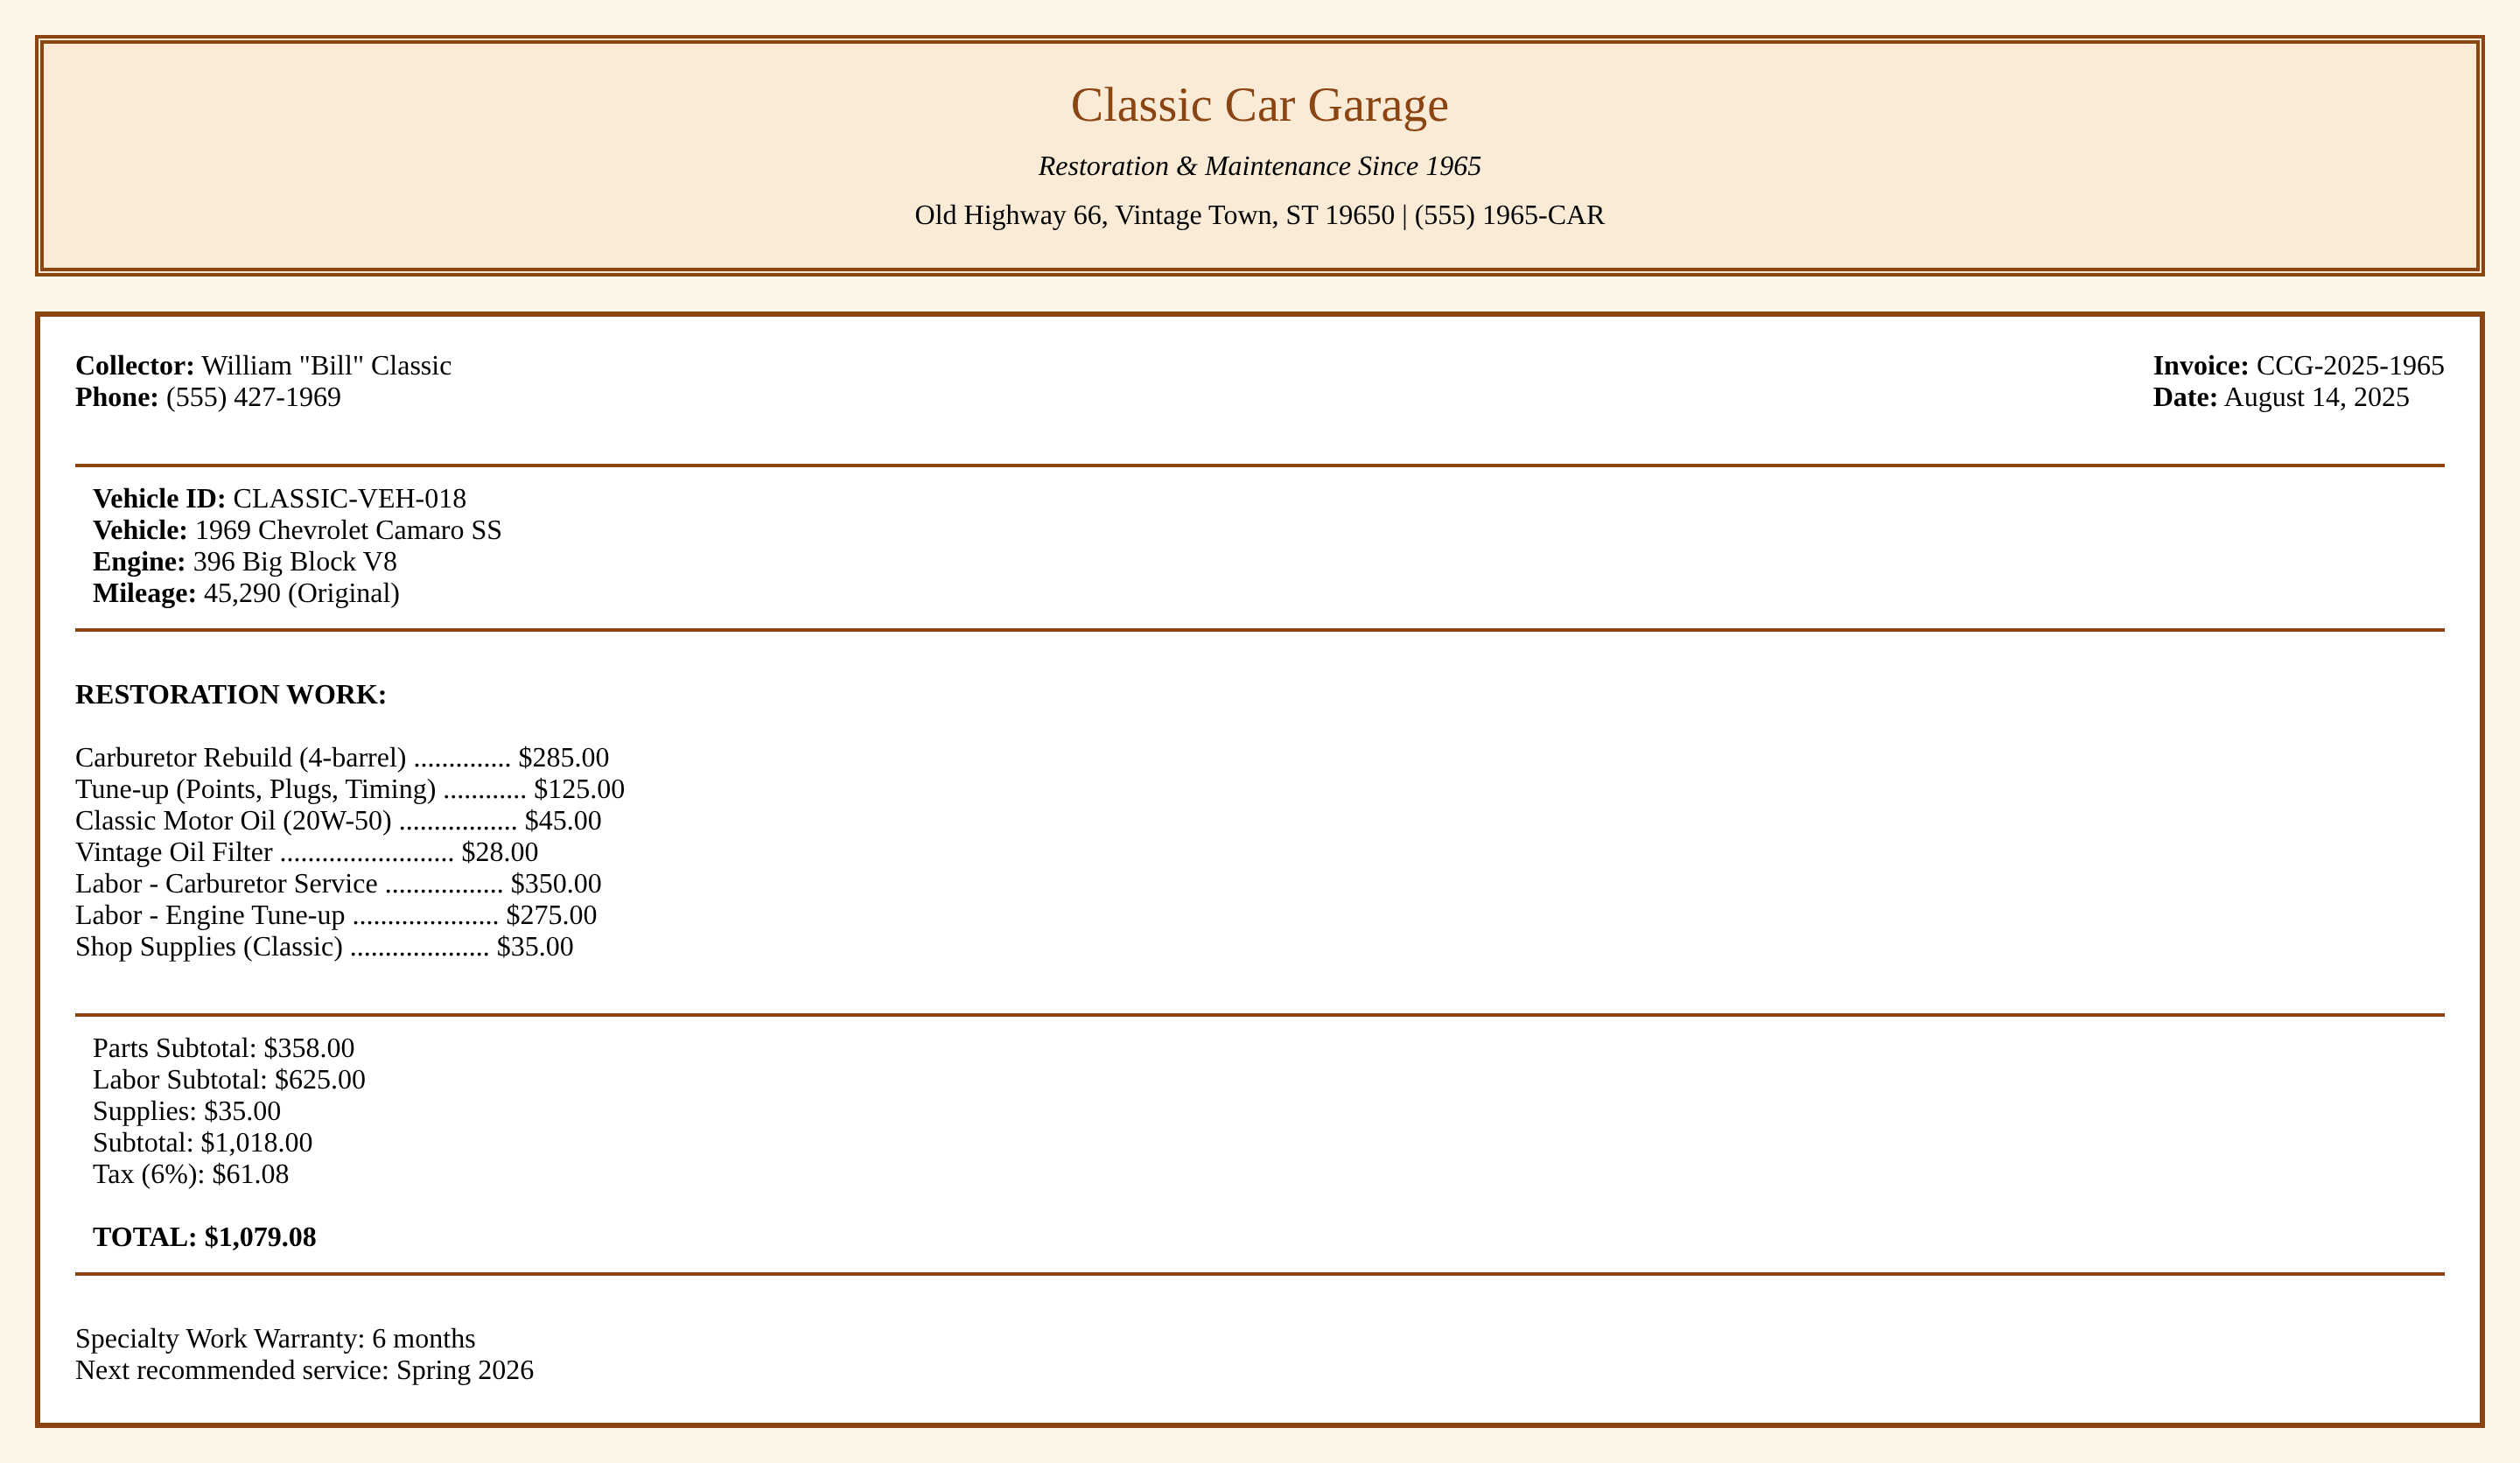 Classic Car Garage
Restoration & Maintenance Since 1965
Old Highway 66, Vintage Town, ST 19650 | (555) 1965-CAR
Collector: William "Bill" Classic
Phone: (555) 427-1969
Invoice: CCG-2025-1965
Date: August 14, 2025
Vehicle ID: CLASSIC-VEH-018
Vehicle: 1969 Chevrolet Camaro SS
Engine: 396 Big Block V8
Mileage: 45,290 (Original)
RESTORATION WORK:
Carburetor Rebuild (4-barrel) .............. $285.00
Tune-up (Points, Plugs, Timing) ............ $125.00
Classic Motor Oil (20W-50) ................. $45.00
Vintage Oil Filter ......................... $28.00
Labor - Carburetor Service ................. $350.00
Labor - Engine Tune-up ..................... $275.00
Shop Supplies (Classic) .................... $35.00
Parts Subtotal: $358.00
Labor Subtotal: $625.00
Supplies: $35.00
Subtotal: $1,018.00
Tax (6%): $61.08
TOTAL: $1,079.08
Specialty Work Warranty: 6 months
Next recommended service: Spring 2026